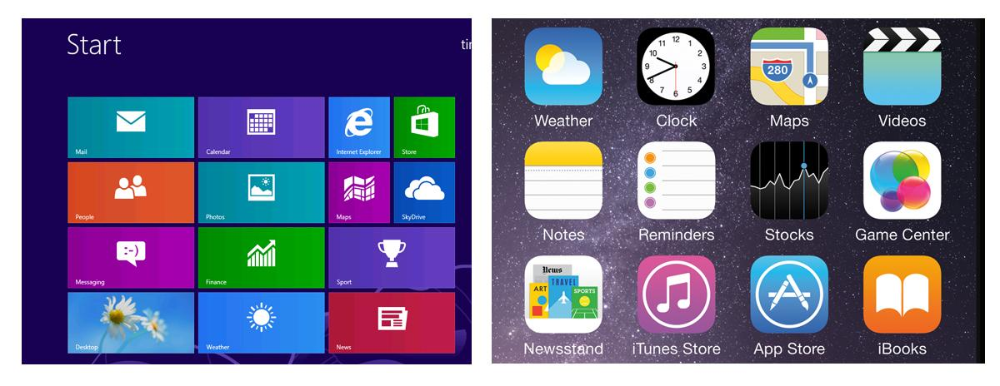 Start
tim
Mail
Calendar
Internet Explorer
Store
People
Photos
Maps
SkyDrive
Messaging
Finance
Sport
Desktop
Weather
News
12
11
1
10
2
9
3
8
4
7
5
6
280
Weather
Clock
Maps
Videos
Notes
Reminders
Stocks
Game Center
News
ART
TRAVEL
SPORTS
Newsstand
iTunes Store
App Store
iBooks